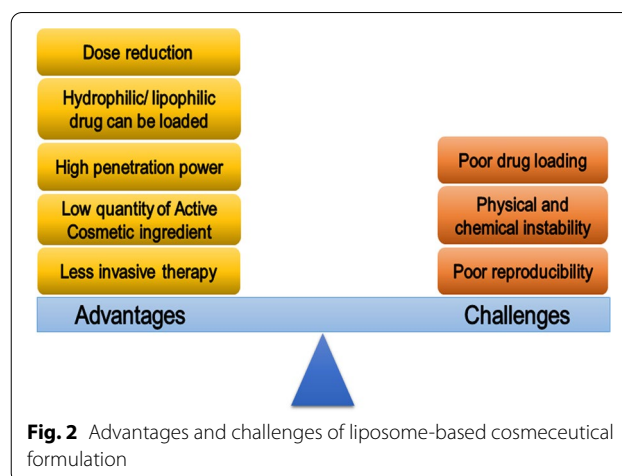 Dose reduction
Hydrophilic/ lipophilic
drug can be loaded
High penetration power
Low quantity of Active
Cosmetic ingredient
Less invasive therapy
Poor drug loading
Physical and
chemical instability
Poor reproducibility
Advantages
Challenges
Fig. 2 Advantages and challenges of liposome-based cosmeceutical
formulation